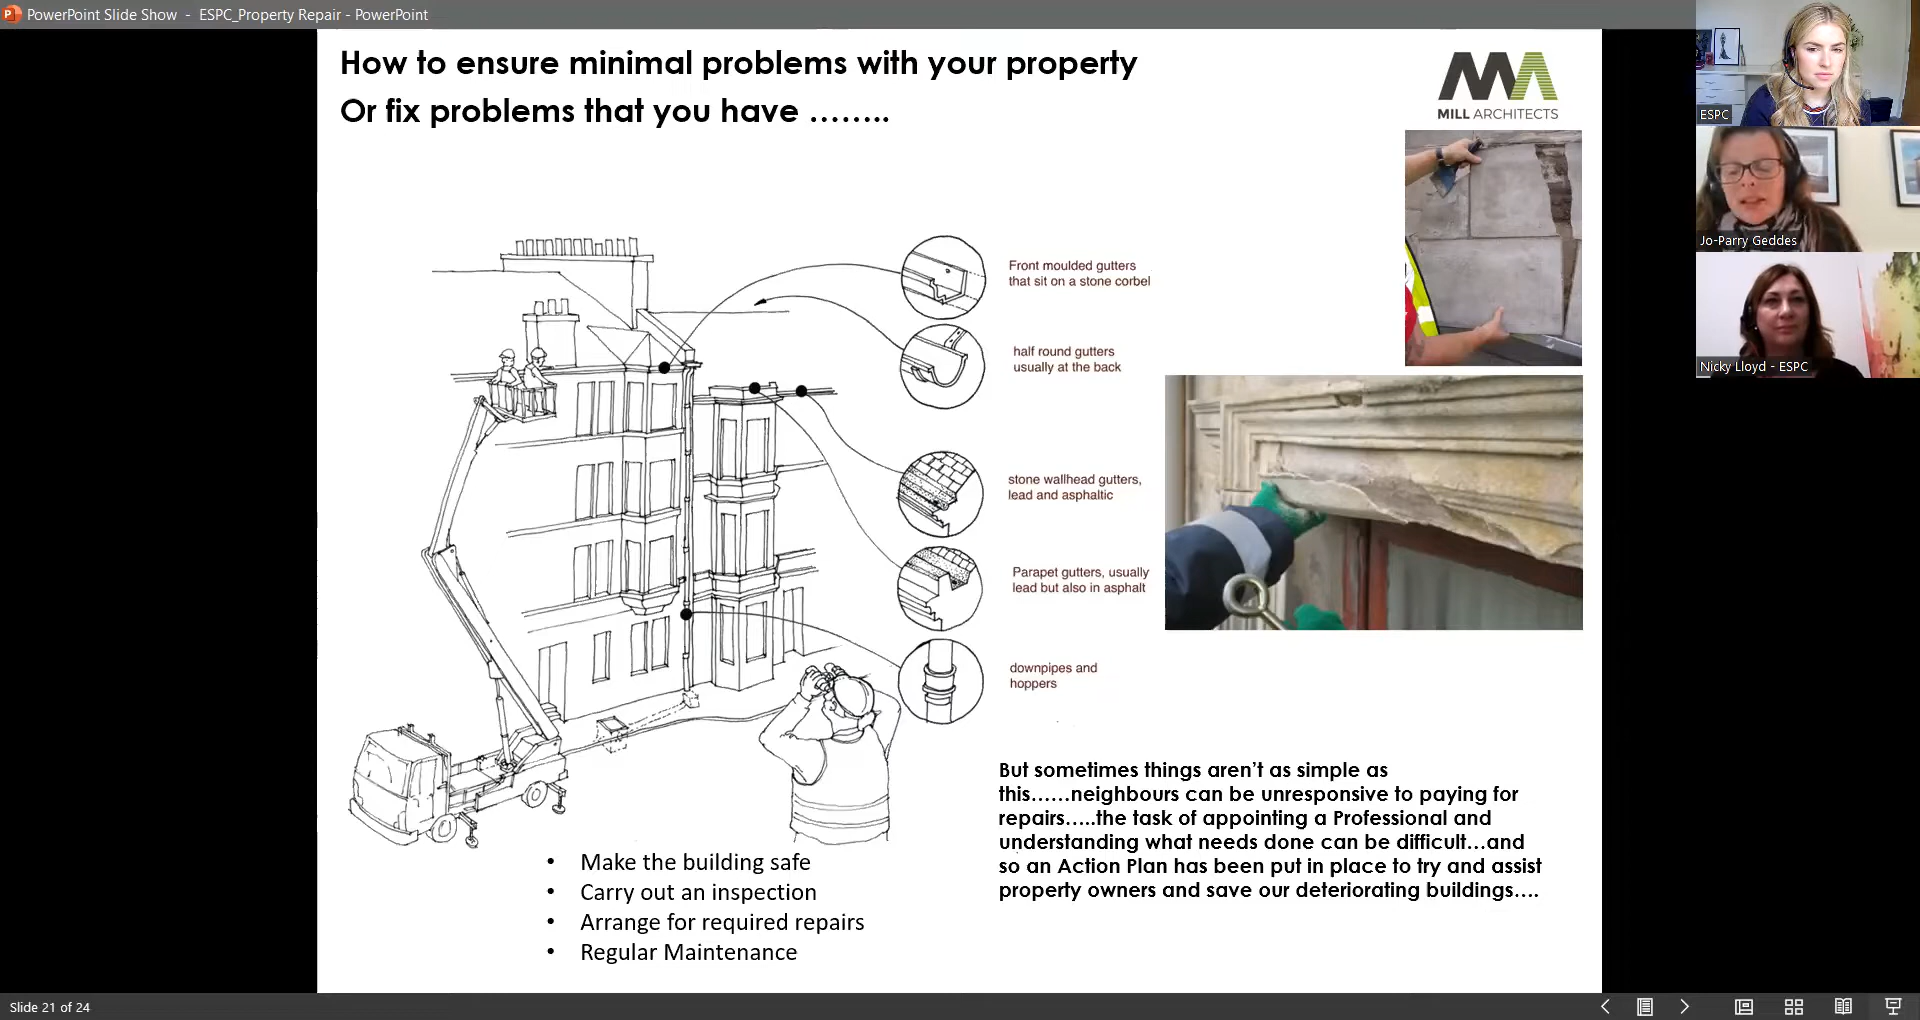 PowerPoint Slide Show - ESPC_Property Repair - PowerPoint
How to ensure minimal problems with your property
Or fix problems that you have ........
MILL ARCHITECTS
ESPC
Jo-Parry Geddes
Nicky Lloyd - ESPC
Front moulded gutters
that sit on a stone corbel
half round gutters
usually at the back
stone wallhead gutters,
lead and asphaltic
Parapet gutters, usually
lead but also in asphalt
downpipes and
hoppers
But sometimes things aren't as simple as
this......neighbours can be unresponsive to paying for
repairs.....the task of appointing a Professional and
understanding what needs done can be difficult...and
so an Action Plan has been put in place to try and assist
property owners and save our deteriorating buildings....
• Make the building safe
• Carry out an inspection
• Arrange for required repairs
• Regular Maintenance
Slide 21 of 24